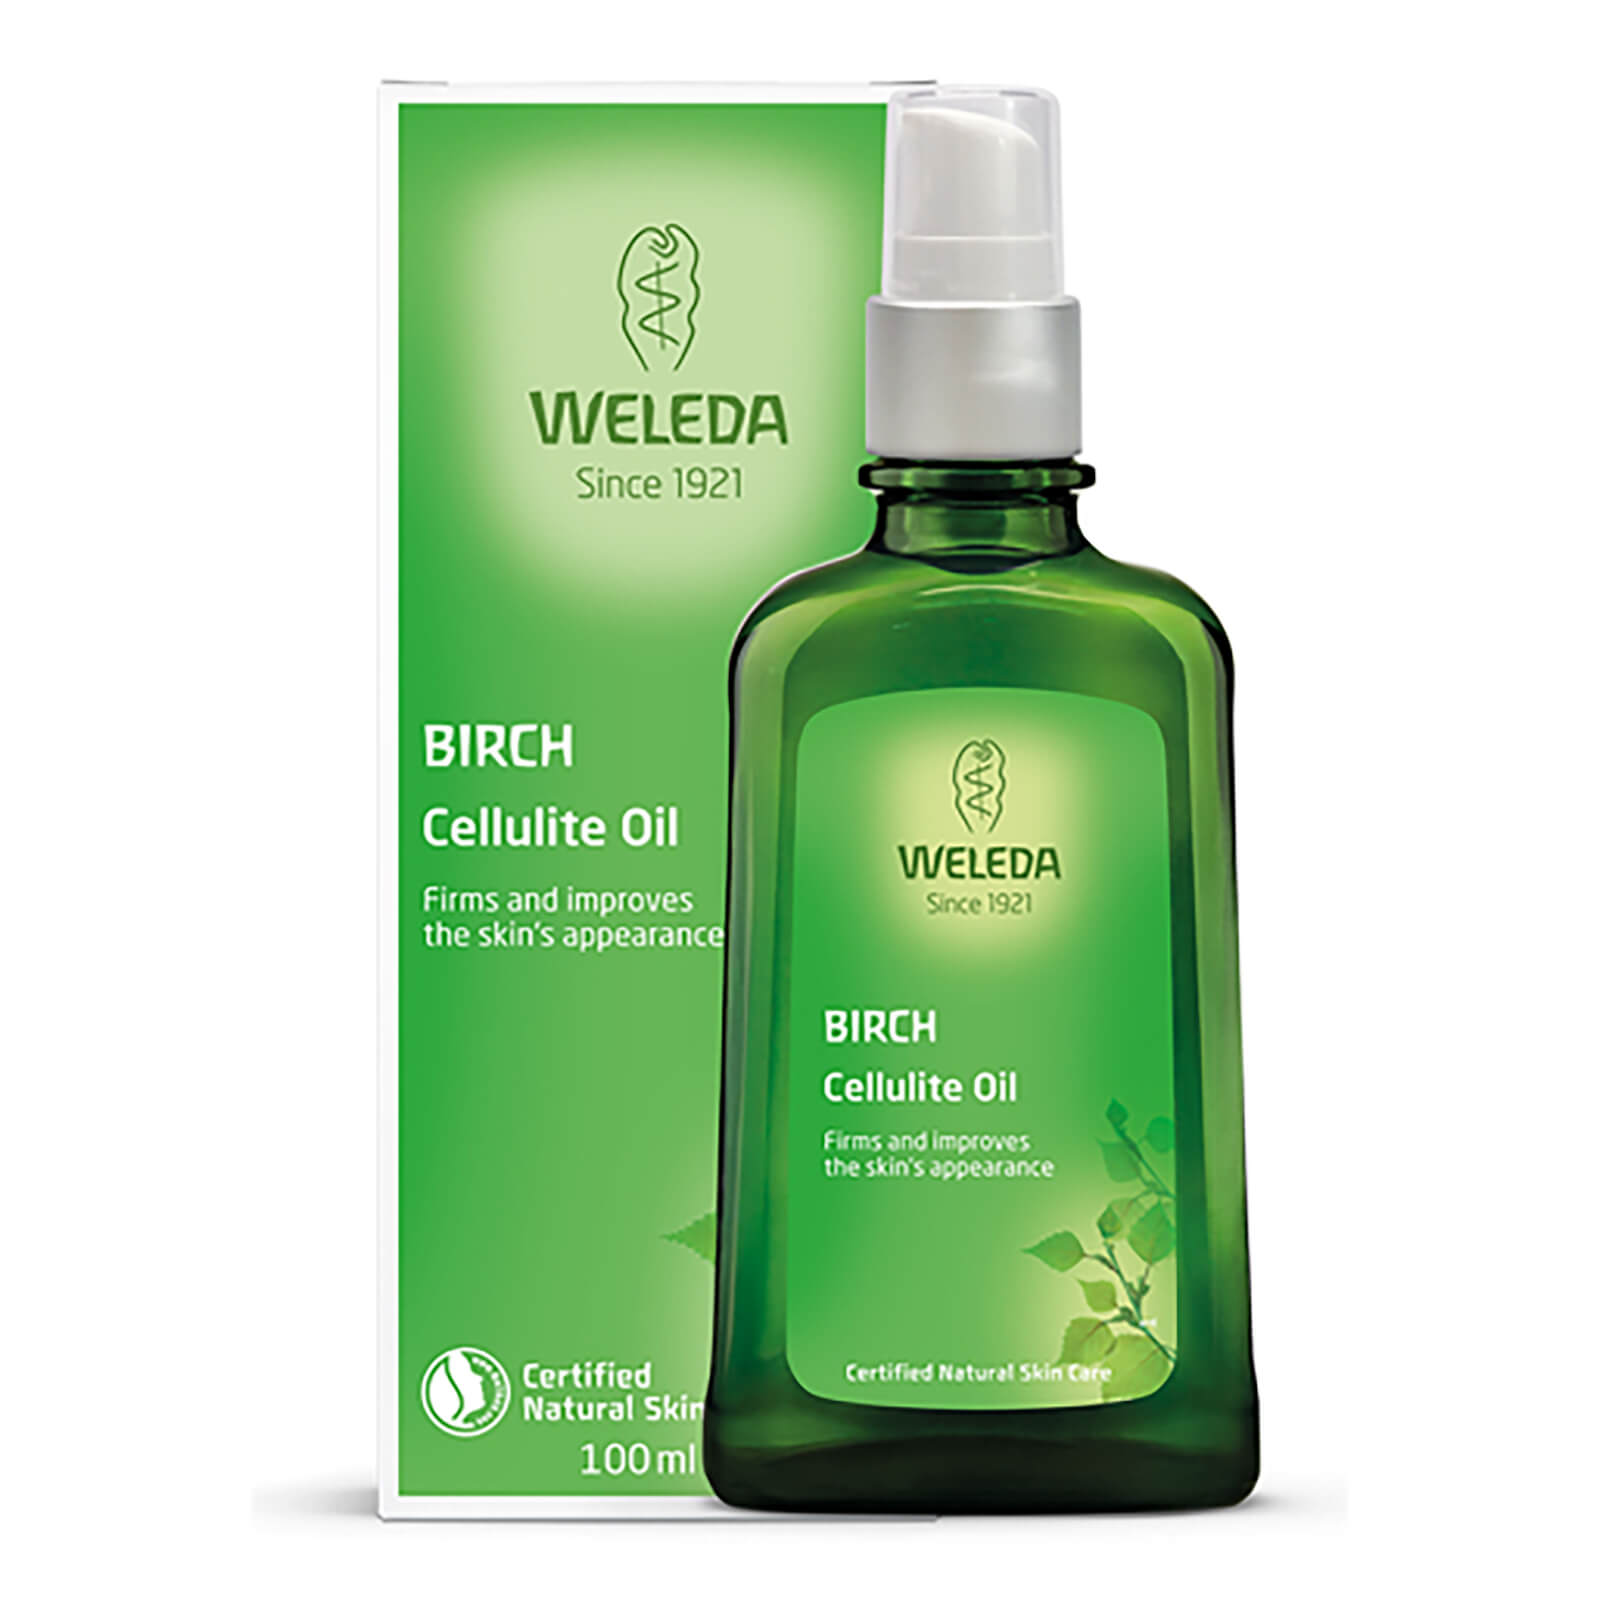 WELEDA
Since 1921
BIRCH
Cellulite Oil
Firms and improves
the skin's appearance
Certified
Natural Skin
100 ml
WELEDA
Since 1921
BIRCH
Cellulite Oil
Firms and improves
the skin's appearance
Certified Natural Skin Care